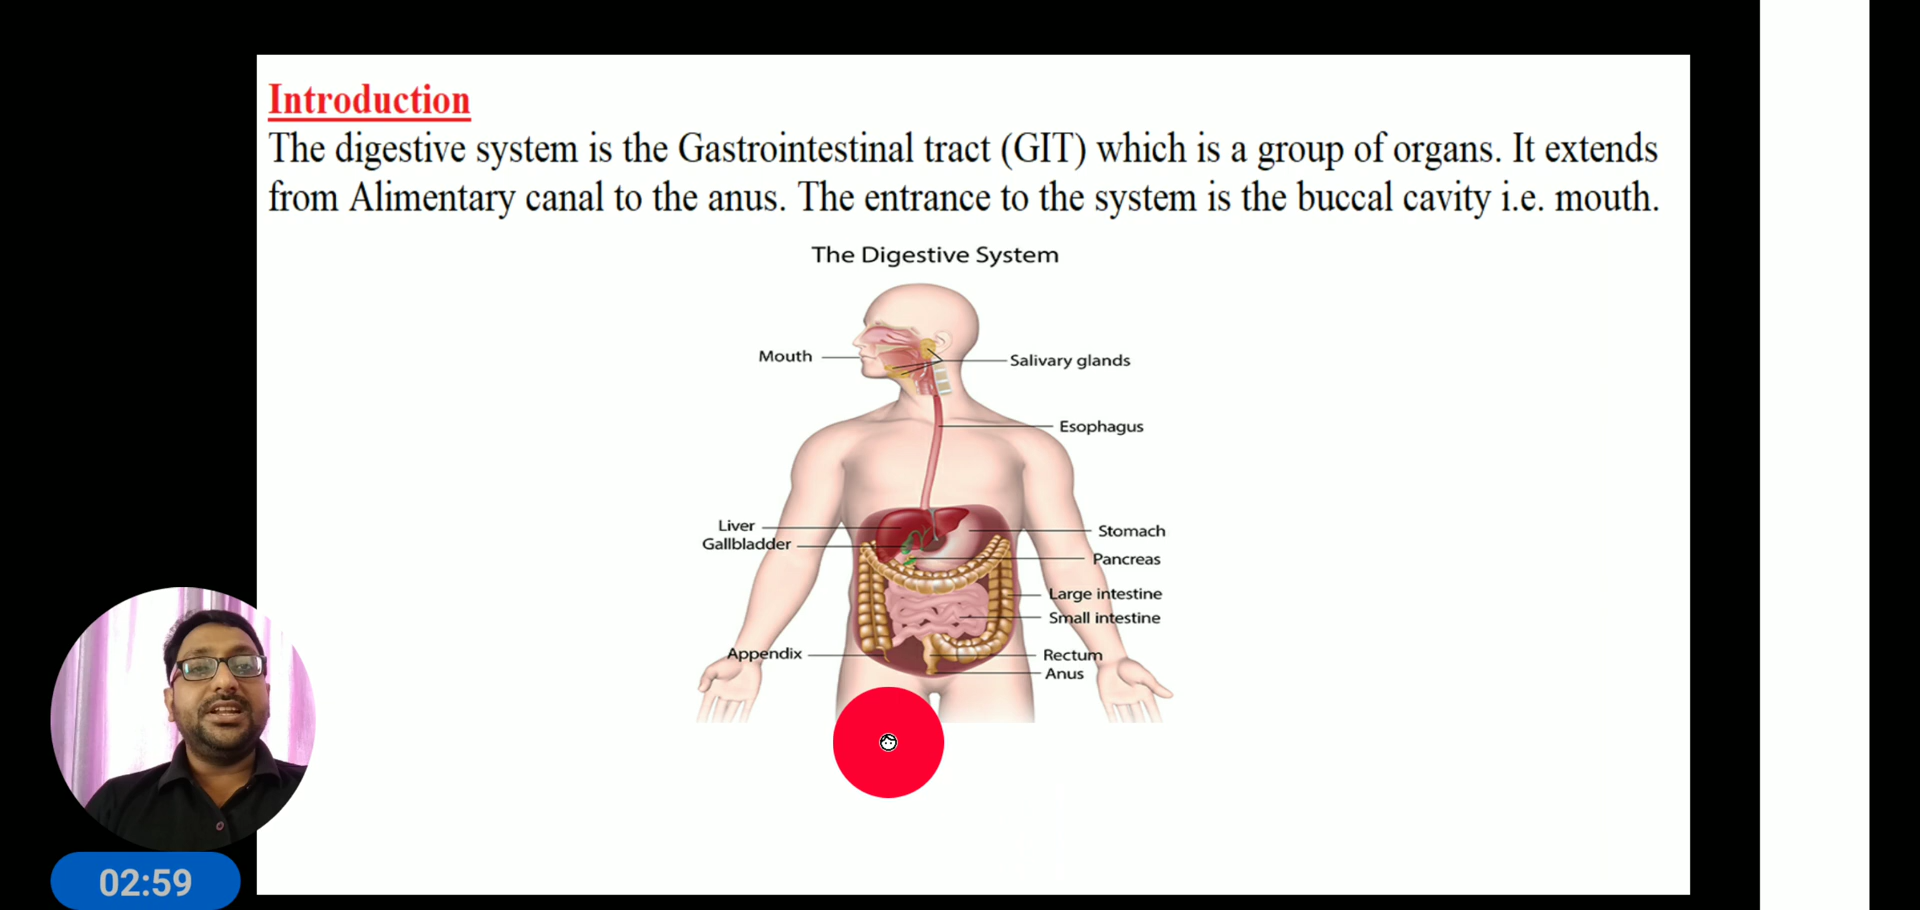 Introduction
The digestive system is the Gastrointestinal tract (GIT) which is a group of organs. It extends
from Alimentary canal to the anus. The entrance to the system is the buccal cavity i.e. mouth.
The Digestive System
Mouth
Salivary glands
Esophagus
Liver
Gallbladder
Stomach
Pancreas
Large intestine
Small intestine
Appendix
Rectum
Anus
02:59